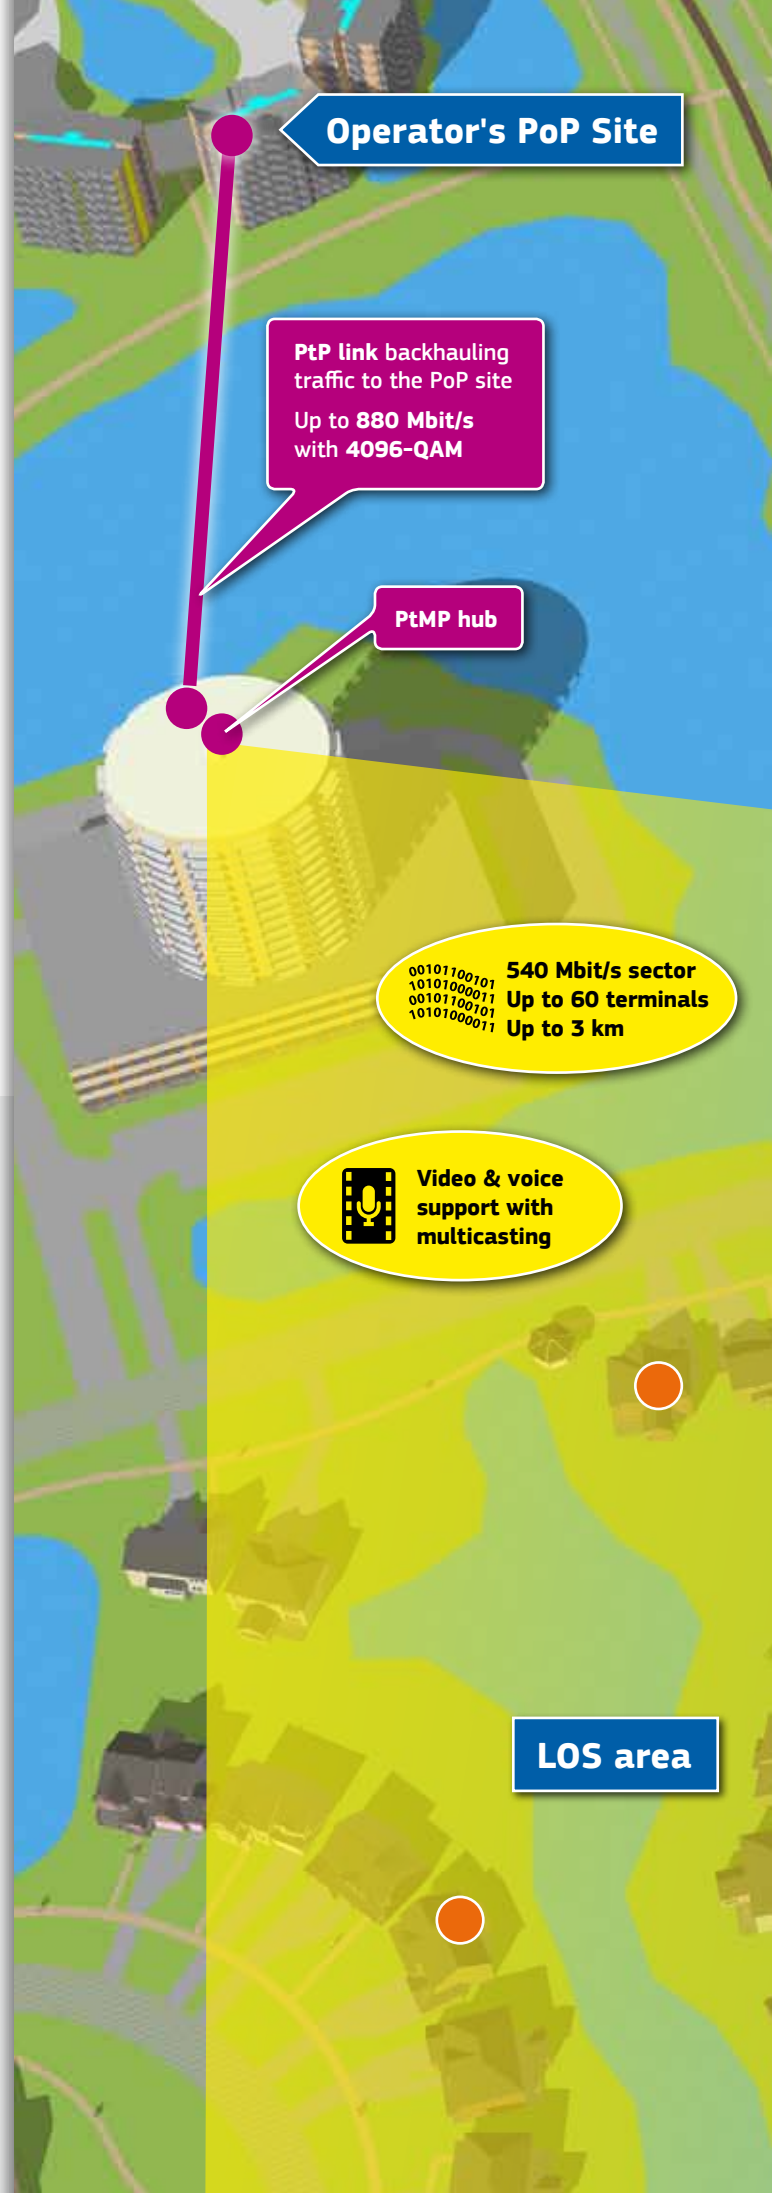 Operator's PoP Site
PtP link backhauling
traffic to the PoP site
Up to 880 Mbit/s
with 4096-QAM
PtMP hub
00101100101
10101000011
00101100101
10101000011
540 Mbit/s sector
Up to 60 terminals
Up to 3 km
Video & voice
support with
multicasting
LOS area